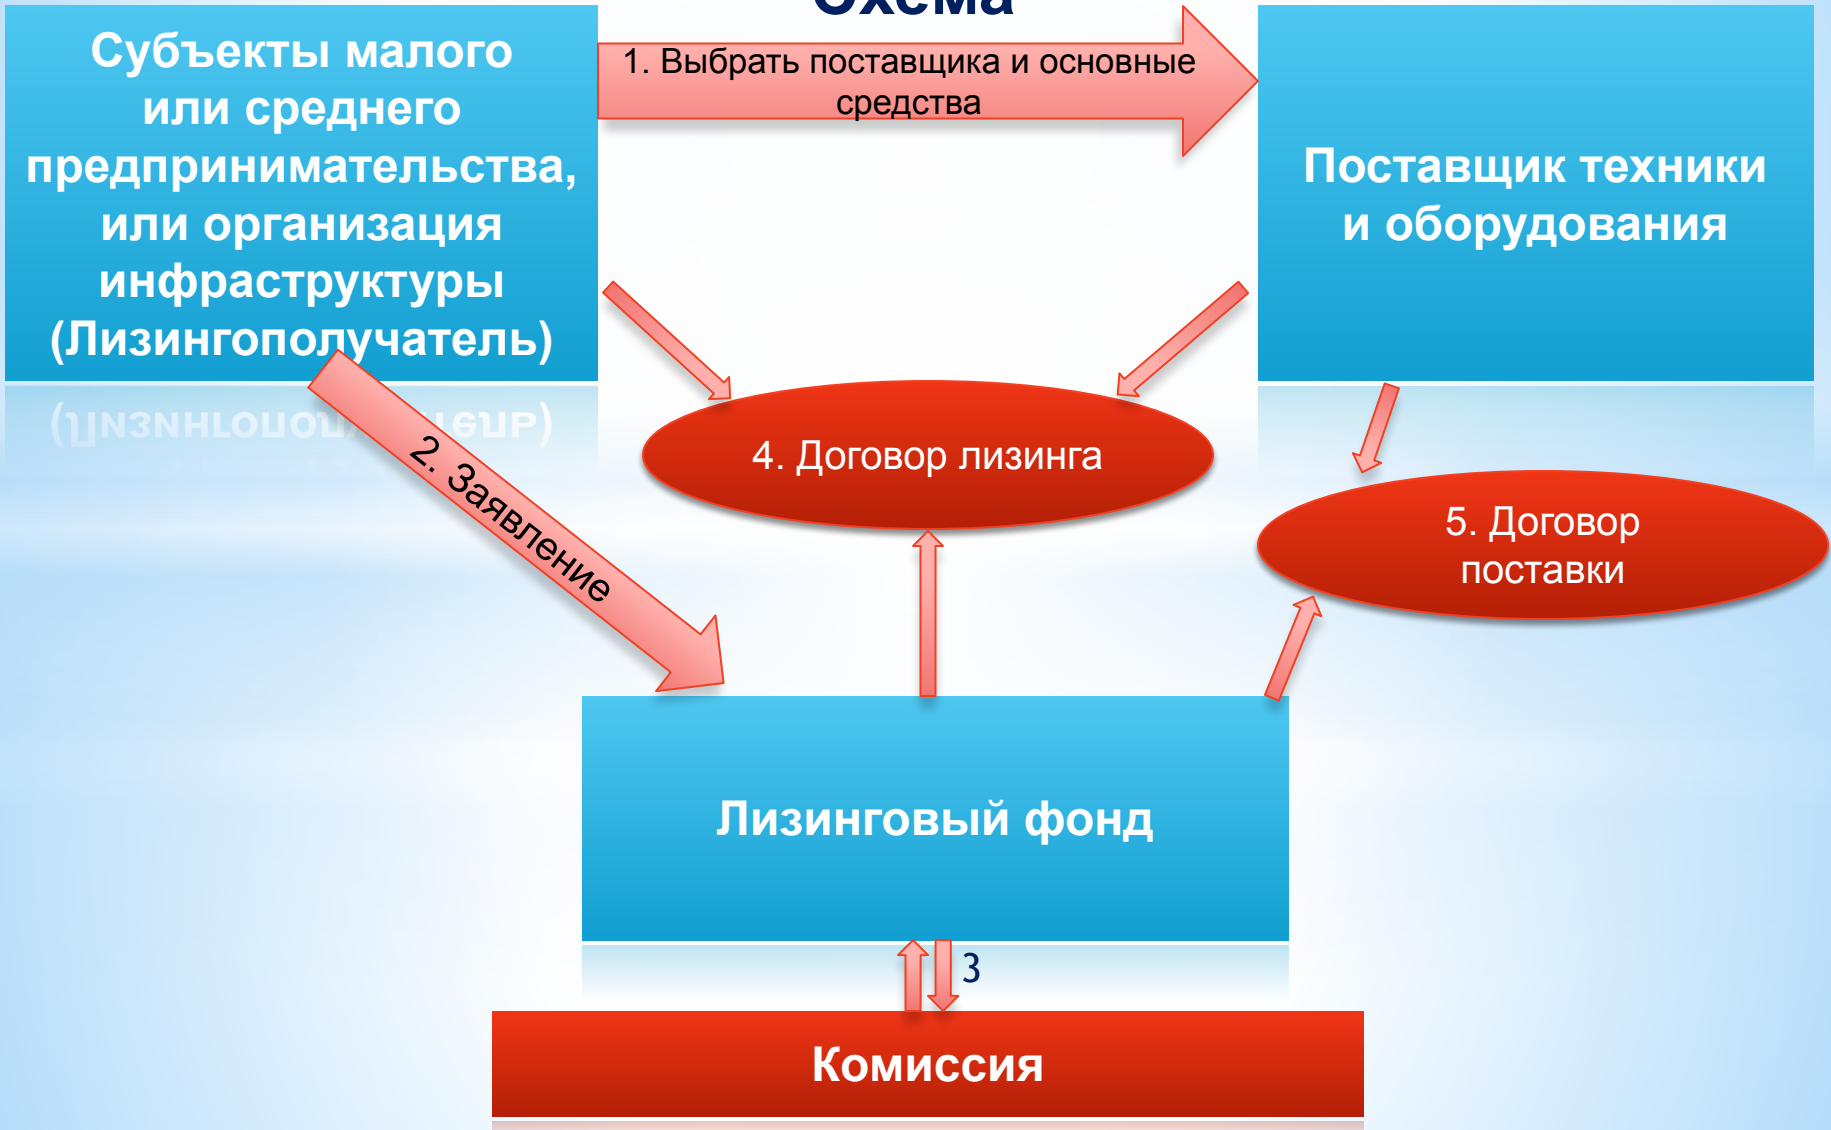 Схема
Субъекты малого
или среднего
предпринимательства,
или организация
инфраструктуры
(Лизингополучатель)
1. Выбрать поставщика и основные
средства
Поставщик техники
и оборудования
2. Заявление
4. Договор лизинга
5. Договор
поставки
Лизинговый фонд
3
Комиссия